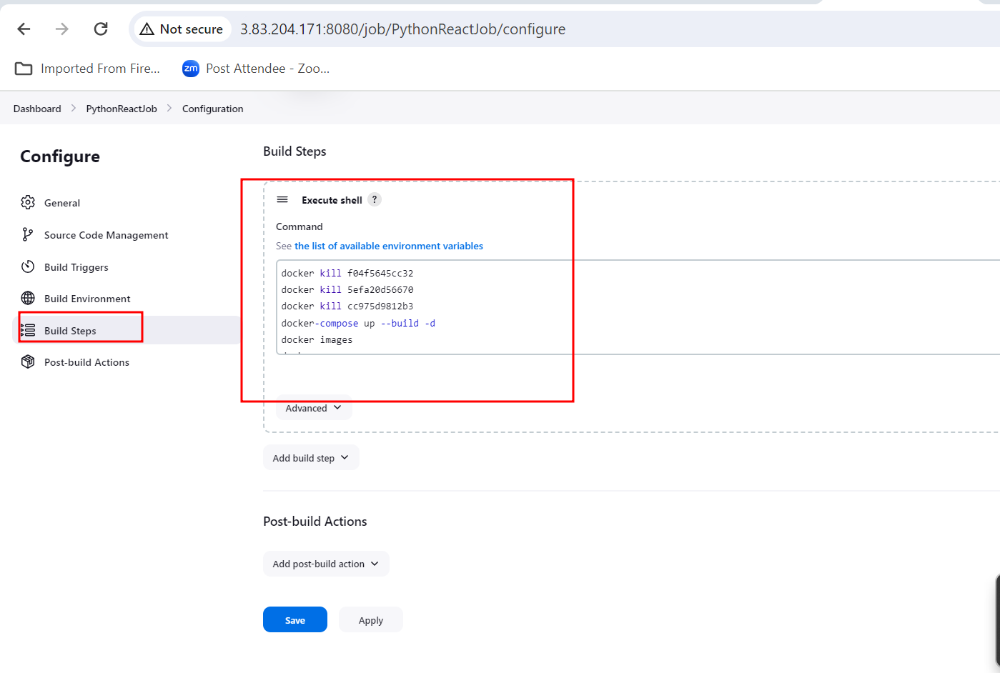 Not secure 3.83.204.171:8080/job/PythonReactJob/configure
Imported From Fire... zm Post Attendee - Zoo...
Dashboard PythonReactJob Configuration
Configure
General
Source Code Management
Build Triggers
Build Environment
Build Steps
Post-build Actions
Build Steps
Execute shell ?
Command
See the list of available environment variables
docker kill f04f5645cc32
docker kill 5efa20d56670
docker kill cc975d9812b3
docker-compose up --build -d
docker images
Advanced
Add build step
Post-build Actions
Add post-build action
Save Apply